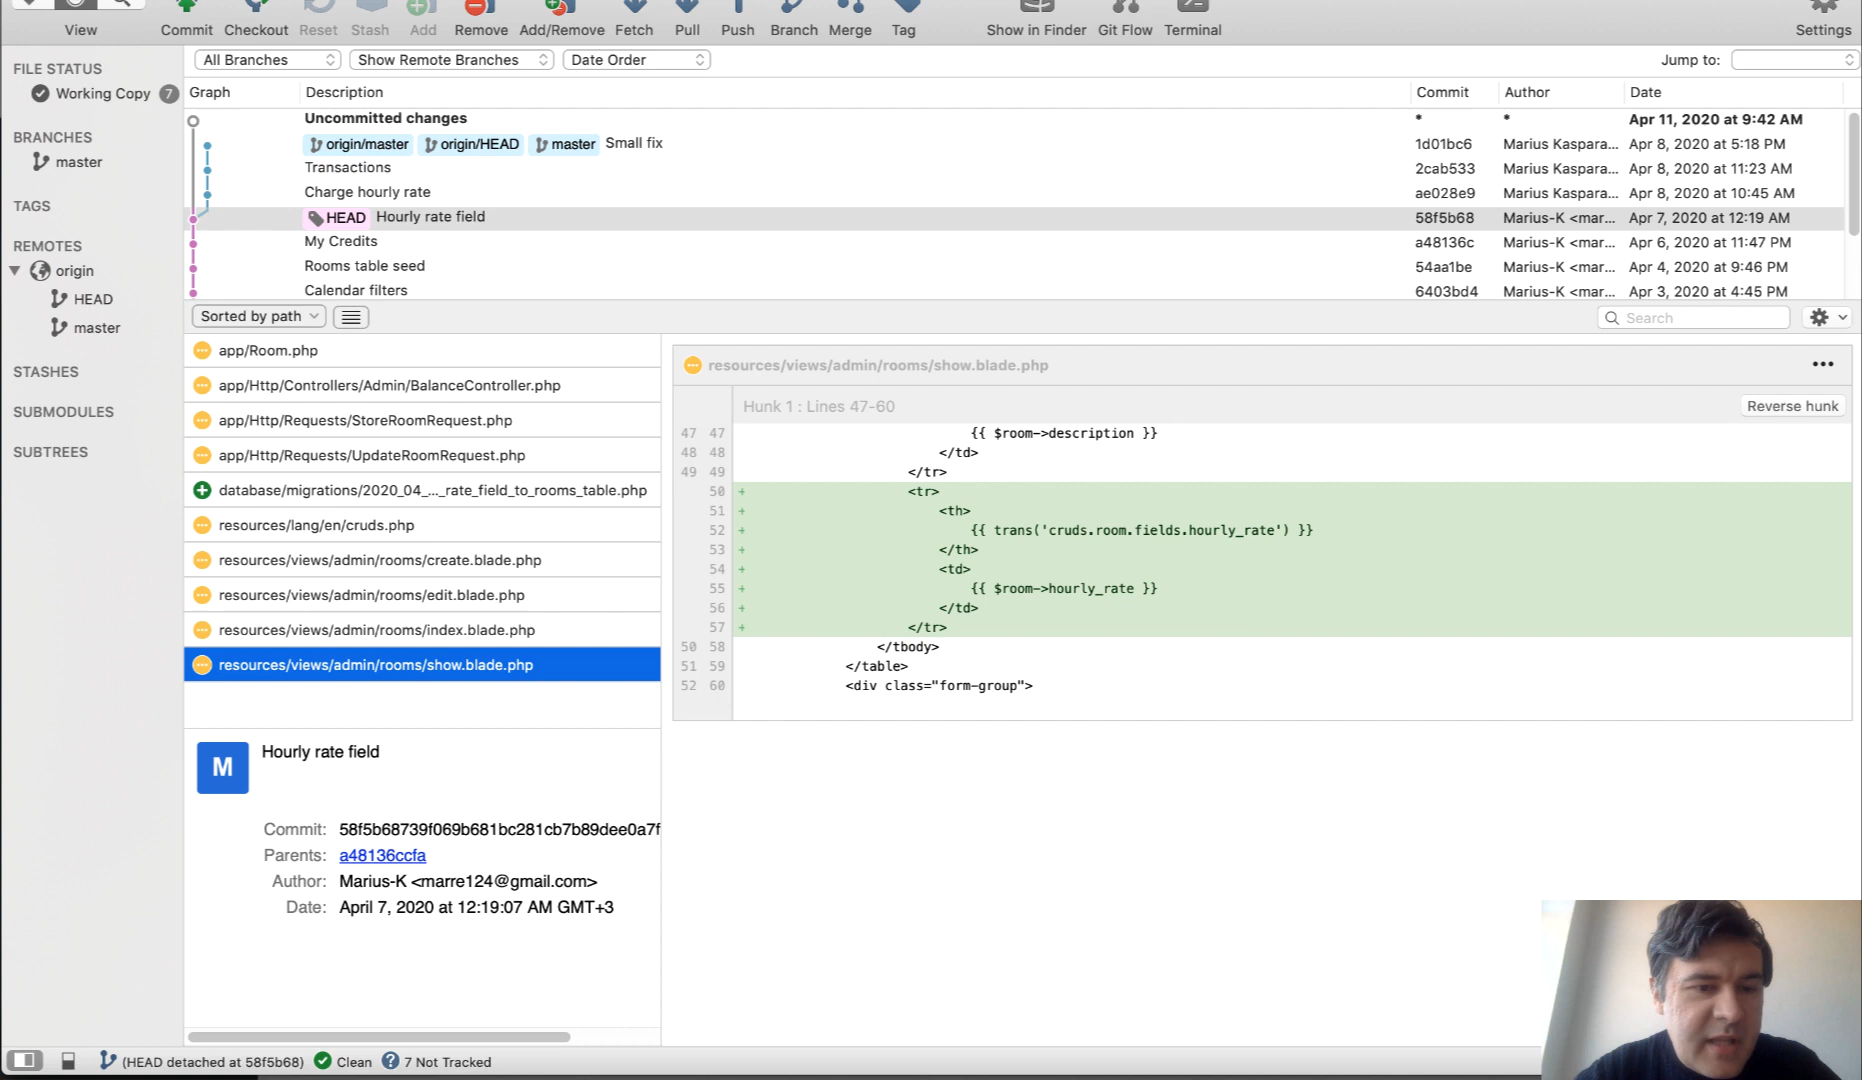 View
Commit Checkout Reset Stash Add Remove Add/Remove Fetch Pull Push Branch Merge Tag Show in Finder Git Flow Terminal Settings
FILE STATUS
Working Copy 7
BRANCHES
master
TAGS
REMOTES
origin
HEAD
master
STASHES
SUBMODULES
SUBTREES
All Branches Show Remote Branches Date Order Jump to:
Graph Description Commit Author Date
Uncommitted changes * * Apr 11, 2020 at 9:42 AM
origin/master origin/HEAD master Small fix 1d01bc6 Marius Kaspara... Apr 8, 2020 at 5:18 PM
Transactions 2cab533 Marius Kaspara... Apr 8, 2020 at 11:23 AM
Charge hourly rate ae028e9 Marius Kaspara... Apr 8, 2020 at 10:45 AM
HEAD Hourly rate field 58f5b68 Marius-K <mar... Apr 7, 2020 at 12:19 AM
My Credits a48136c Marius-K <mar... Apr 6, 2020 at 11:47 PM
Rooms table seed 54aa1be Marius-K <mar... Apr 4, 2020 at 9:46 PM
Calendar filters 6403bd4 Marius-K <mar... Apr 3, 2020 at 4:45 PM
Sorted by path Search
app/Room.php
app/Http/Controllers/Admin/BalanceController.php
app/Http/Requests/StoreRoomRequest.php
app/Http/Requests/UpdateRoomRequest.php
database/migrations/2020_04_..._rate_field_to_rooms_table.php
resources/lang/en/cruds.php
resources/views/admin/rooms/create.blade.php
resources/views/admin/rooms/edit.blade.php
resources/views/admin/rooms/index.blade.php
resources/views/admin/rooms/show.blade.php
resources/views/admin/rooms/show.blade.php
Hunk 1 : Lines 47-60 Reverse hunk
47 47 {{ $room->description }}
48 48 </td>
49 49 </tr>
50 + <tr>
51 + <th>
52 + {{ trans('cruds.room.fields.hourly_rate') }}
53 + </th>
54 + <td>
55 + {{ $room->hourly_rate }}
56 + </td>
57 + </tr>
50 58 </tbody>
51 59 </table>
52 60 <div class="form-group">
M
Hourly rate field
Commit: 58f5b68739f069b681bc281cb7b89dee0a7f
Parents: a48136ccfa
Author: Marius-K <marre124@gmail.com>
Date: April 7, 2020 at 12:19:07 AM GMT+3
(HEAD detached at 58f5b68) Clean 7 Not Tracked